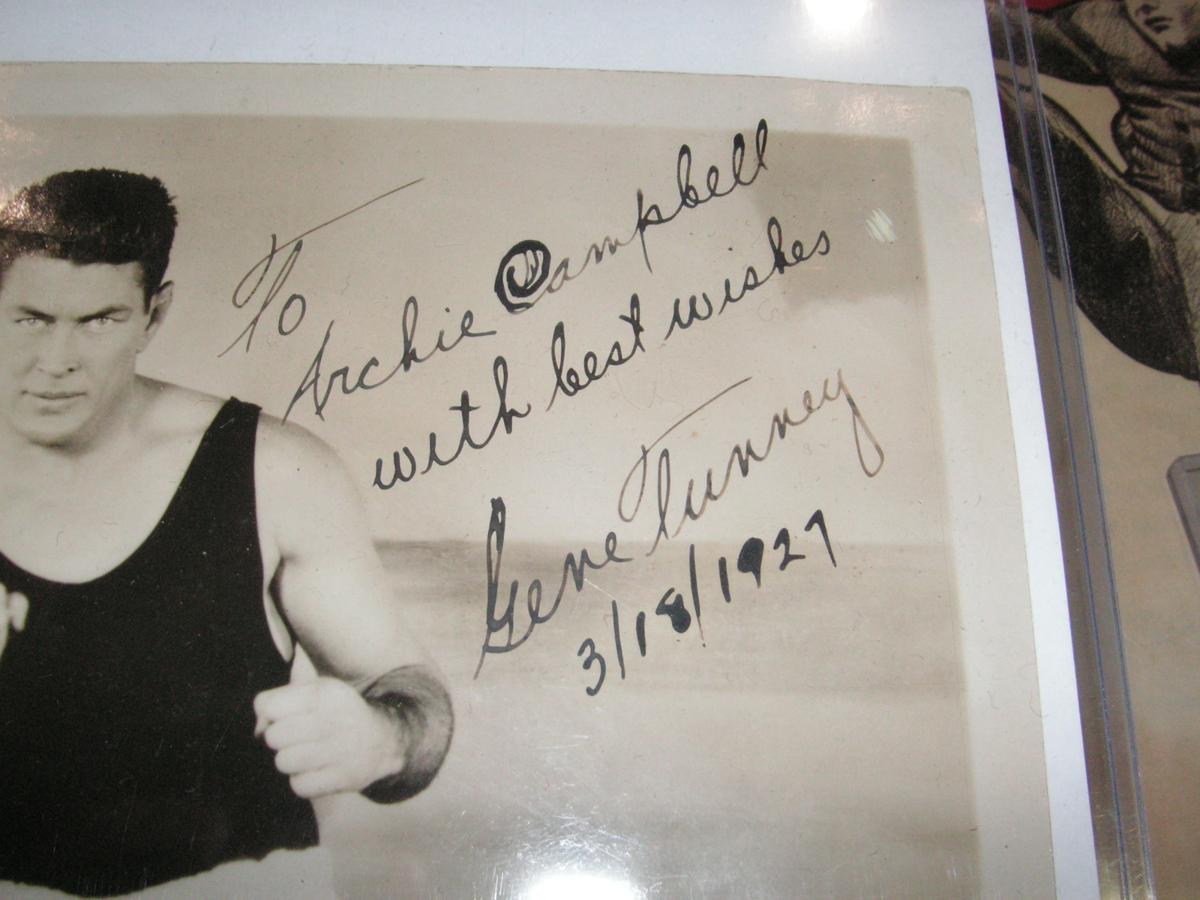 To
Archie Campbell
with best wishes
Gene Tunney
3/18/1927